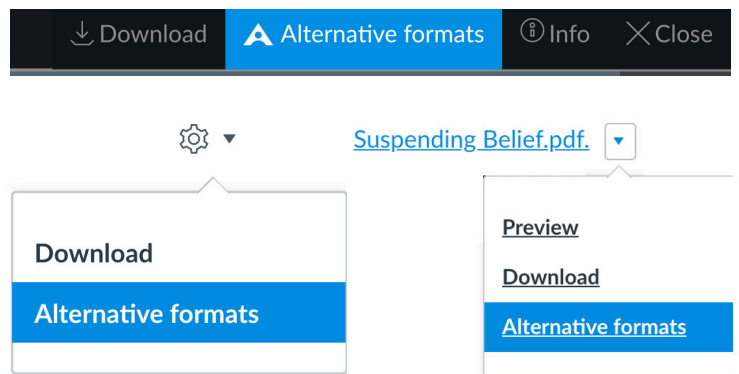 Download Alternative formats Info Close
Suspending Belief.pdf.
Download
Alternative formats
Preview
Download
Alternative formats